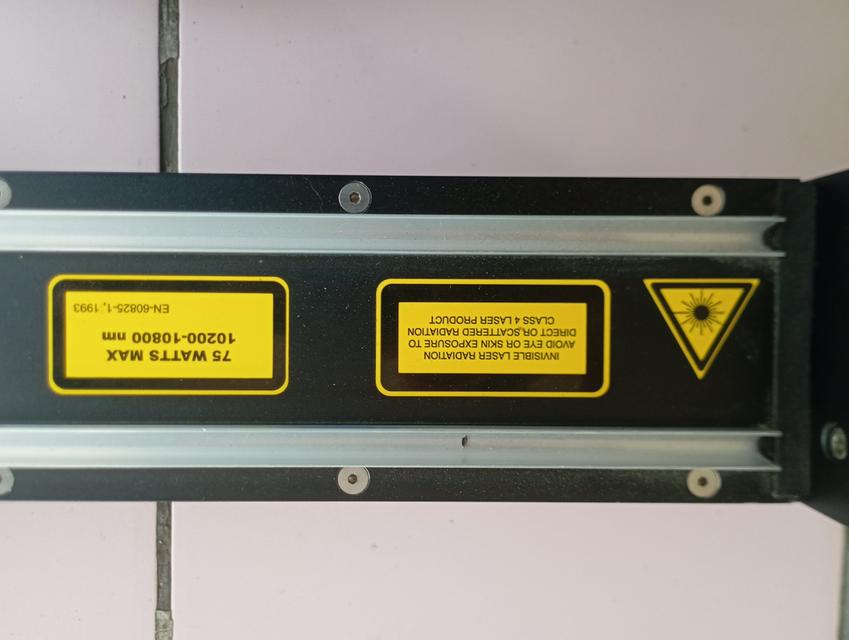 INVISIBLE LASER RADIATION
AVOID EYE OR SKIN EXPOSURE TO
DIRECT OR SCATTERED RADIATION
CLASS 4 LASER PRODUCT
75 WATTS MAX
10200-10800 nm
EN-60825-1, 1993